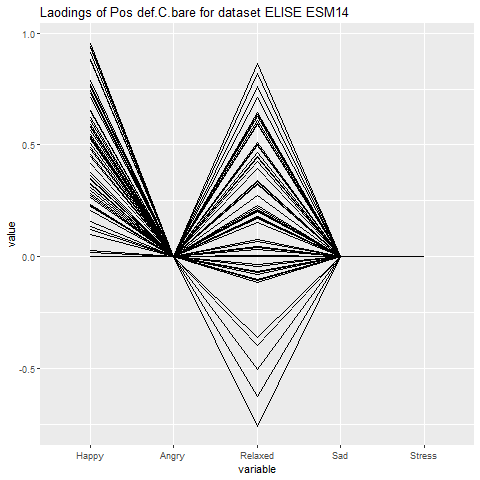 Laodings of Pos def.C.bare for dataset ELISE ESM14
1.0
0.5
0.0
-0.5
value
Happy Angry Relaxed Sad Stress
variable